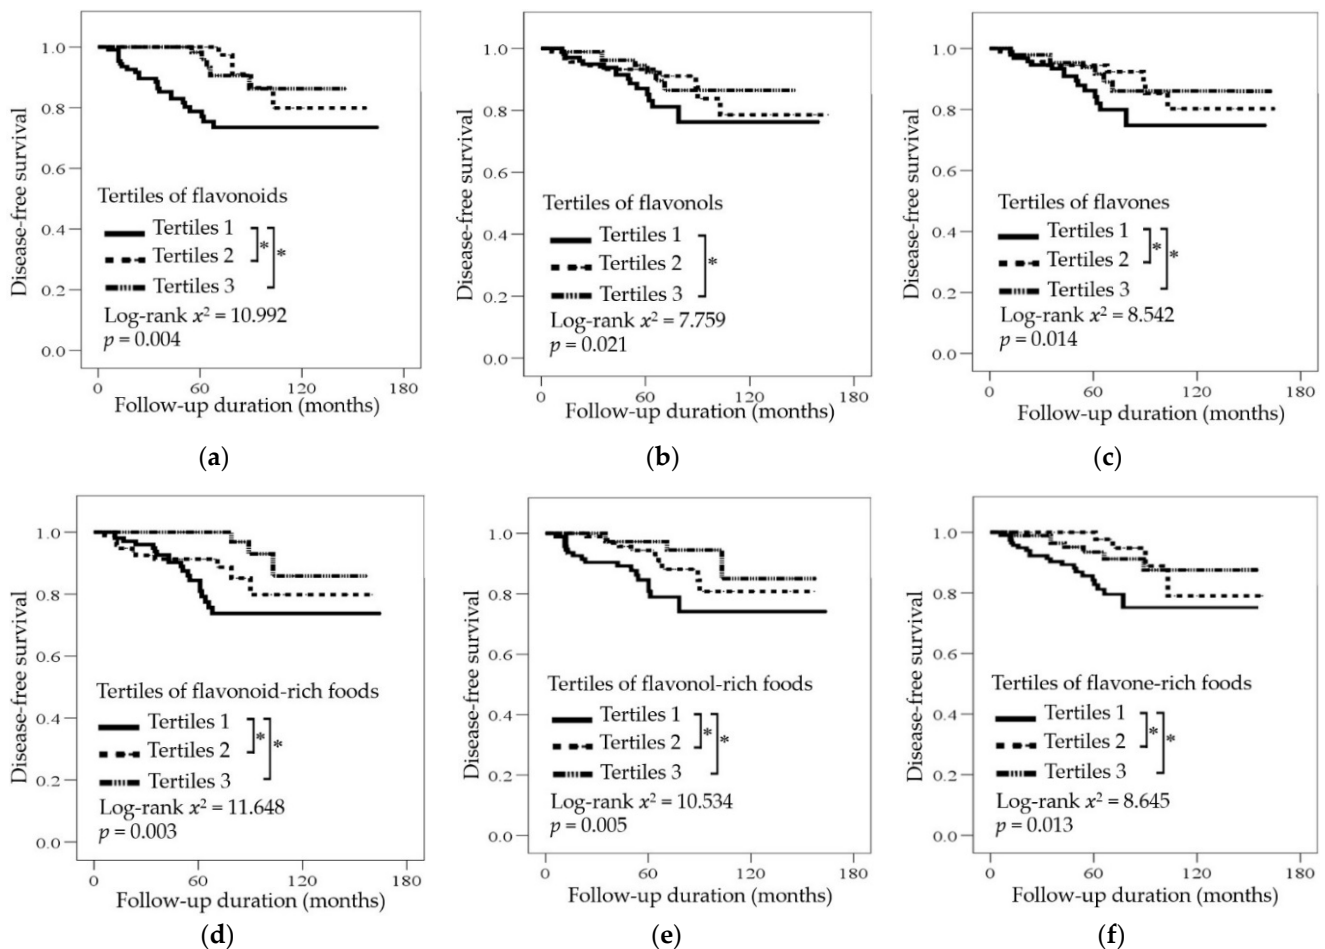 Disease-free survival
1.0
0.8
0.6
0.4
0.2
0.0
Tertiles of flavonoids
Tertiles 1
Tertiles 2
Tertiles 3
*
*
Log-rank x² = 10.992
p = 0.004
0 60 120 180
Follow-up duration (months)
(a)
Disease-free survival
1.0
0.8
0.6
0.4
0.2
0.0
Tertiles of flavonols
Tertiles 1
Tertiles 2
Tertiles 3
*
Log-rank x² = 7.759
p = 0.021
0 60 120 180
Follow-up duration (months)
(b)
Disease-free survival
1.0
0.8
0.6
0.4
0.2
0.0
Tertiles of flavones
Tertiles 1
Tertiles 2
Tertiles 3
*
*
Log-rank x² = 8.542
p = 0.014
0 60 120 180
Follow-up duration (months)
(c)
Disease-free survival
1.0
0.8
0.6
0.4
0.2
0.0
Tertiles of flavonoid-rich foods
Tertiles 1
Tertiles 2
Tertiles 3
*
*
Log-rank x² = 11.648
p = 0.003
0 60 120 180
Follow-up duration (months)
(d)
Disease-free survival
1.0
0.8
0.6
0.4
0.2
0.0
Tertiles of flavonol-rich foods
Tertiles 1
Tertiles 2
Tertiles 3
*
*
Log-rank x² = 10.534
p = 0.005
0 60 120 180
Follow-up duration (months)
(e)
Disease-free survival
1.0
0.8
0.6
0.4
0.2
0.0
Tertiles of flavone-rich foods
Tertiles 1
Tertiles 2
Tertiles 3
*
*
Log-rank x² = 8.645
p = 0.013
0 60 120 180
Follow-up duration (months)
(f)